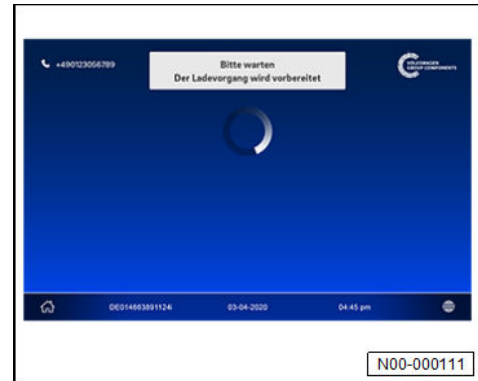 +490123056789
Bitte warten
Der Ladevorgang wird vorbereitet
VOLKSWAGEN
GROUP COMPONENTS
DE014663891124
03-04-2020
04:45 pm
N00-000111